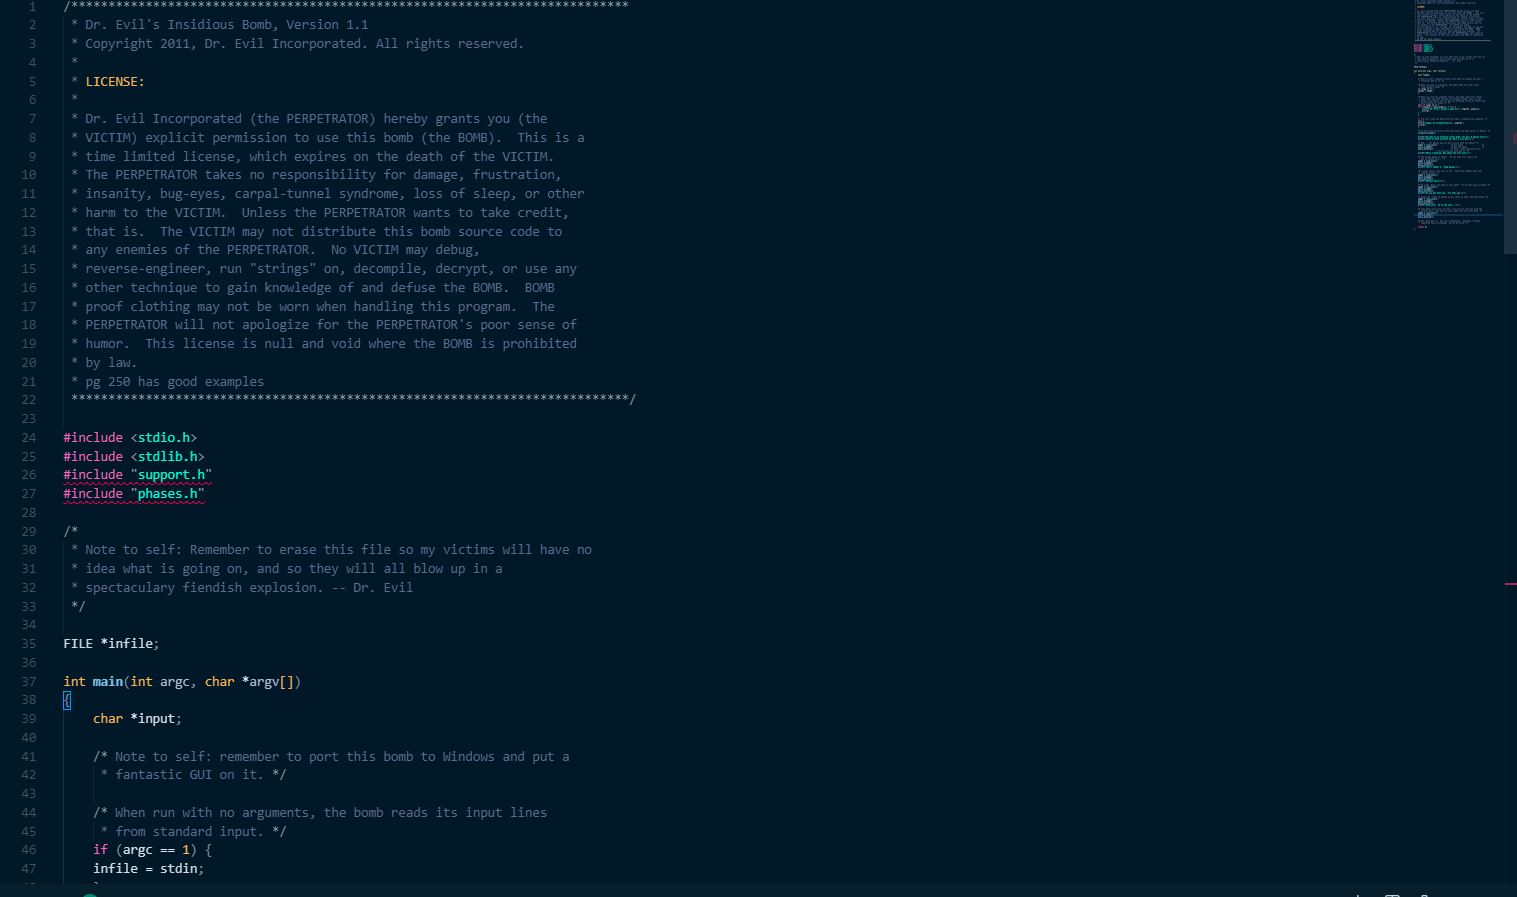 1 /***************************************************************************
2 * Dr. Evil's Insidious Bomb, Version 1.1
3 * Copyright 2011, Dr. Evil Incorporated. All rights reserved.
4 *
5 * LICENSE:
6 *
7 * Dr. Evil Incorporated (the PERPETRATOR) hereby grants you (the
8 * VICTIM) explicit permission to use this bomb (the BOMB).  This is a
9 * time limited license, which expires on the death of the VICTIM.
10 * The PERPETRATOR takes no responsibility for damage, frustration,
11 * insanity, bug-eyes, carpal-tunnel syndrome, loss of sleep, or other
12 * harm to the VICTIM.  Unless the PERPETRATOR wants to take credit,
13 * that is.  The VICTIM may not distribute this bomb source code to
14 * any enemies of the PERPETRATOR.  No VICTIM may debug,
15 * reverse-engineer, run "strings" on, decompile, decrypt, or use any
16 * other technique to gain knowledge of and defuse the BOMB.  BOMB
17 * proof clothing may not be worn when handling this program.  The
18 * PERPETRATOR will not apologize for the PERPETRATOR's poor sense of
19 * humor.  This license is null and void where the BOMB is prohibited
20 * by law.
21 * pg 250 has good examples
22 ***************************************************************************/
23
24 #include <stdio.h>
25 #include <stdlib.h>
26 #include "support.h"
27 #include "phases.h"
28
29 /*
30 * Note to self: Remember to erase this file so my victims will have no
31 * idea what is going on, and so they will all blow up in a
32 * spectaculary fiendish explosion. -- Dr. Evil
33 */
34
35 FILE *infile;
36
37 int main(int argc, char *argv[])
38 {
39 char *input;
40
41 /* Note to self: remember to port this bomb to Windows and put a
42 * fantastic GUI on it. */
43
44 /* When run with no arguments, the bomb reads its input lines
45 * from standard input. */
46 if (argc == 1) {
47 infile = stdin;